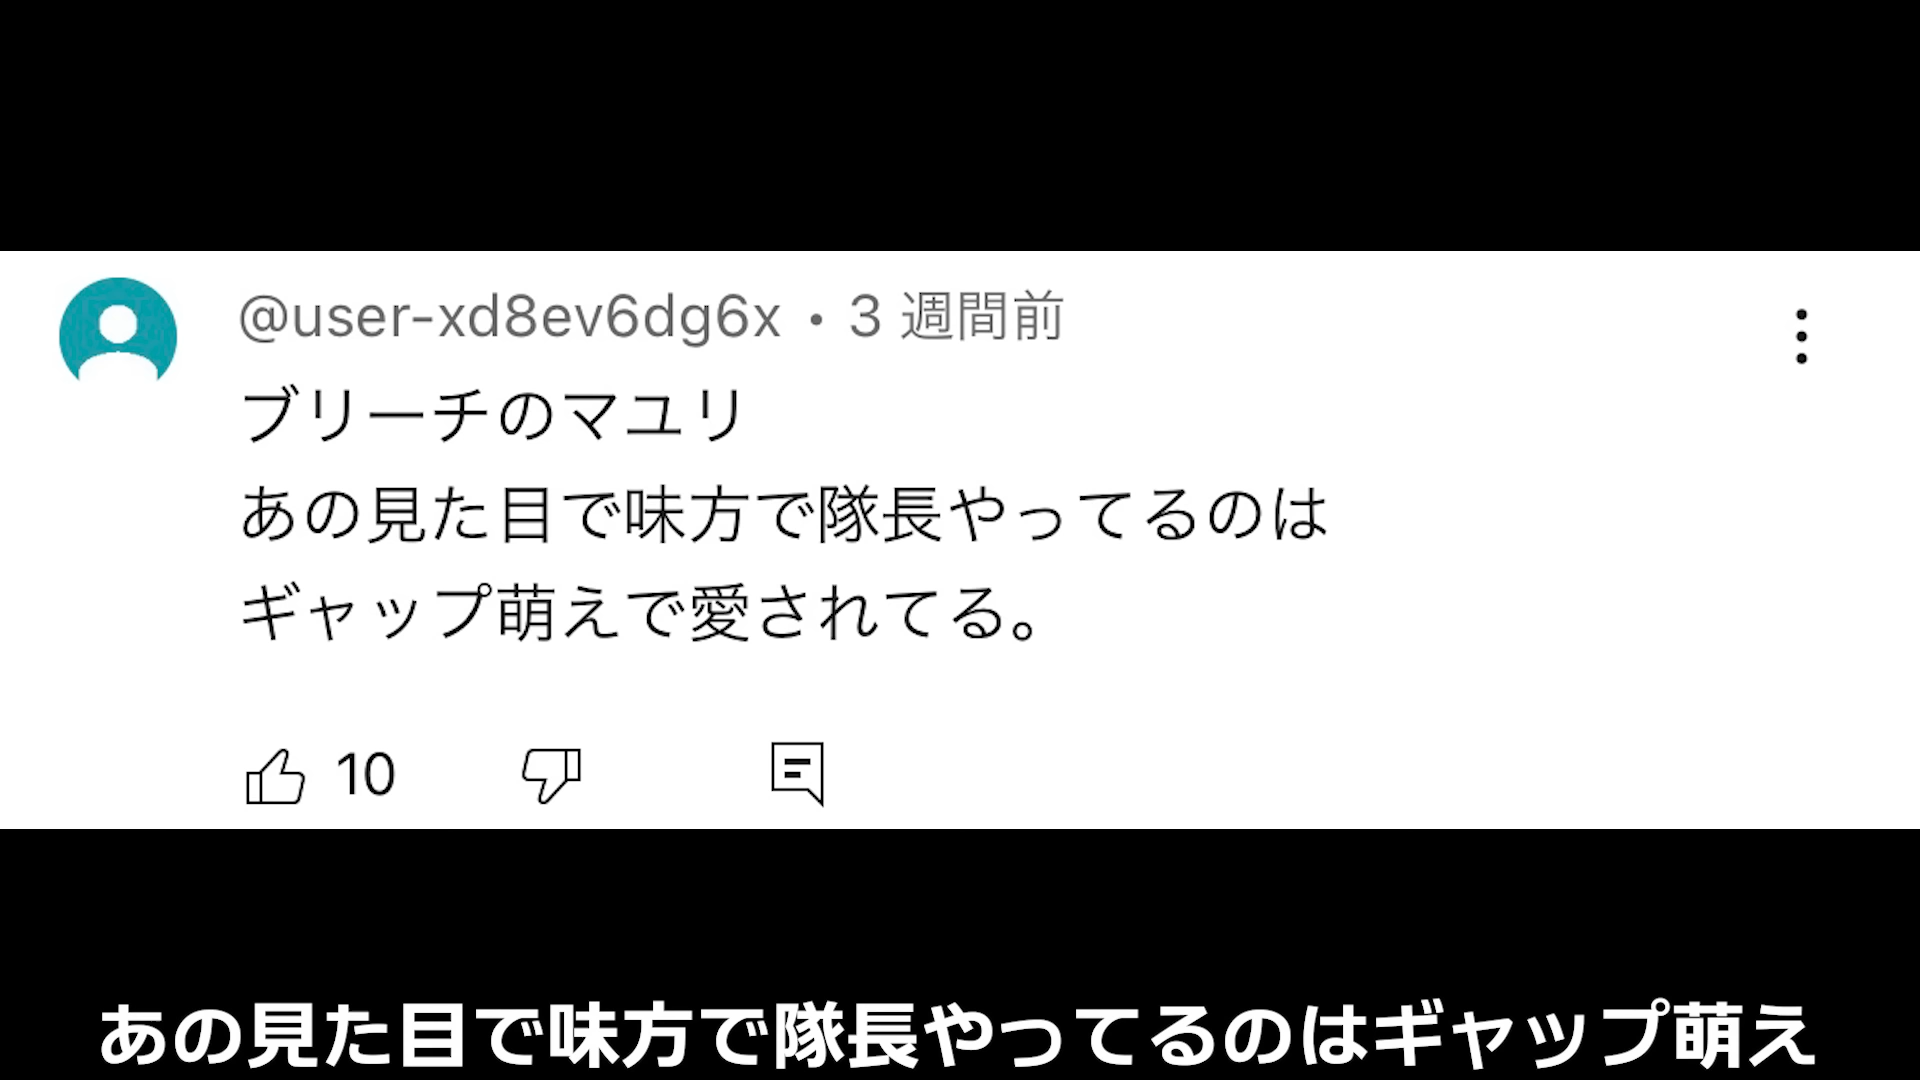 @user-xd8ev6dg6x・3 週間前
ブリーチのマユリ
あの見た目で味方で隊長やってるのは
ギャップ萌えで愛されてる。
10
あの見た目で味方で隊長やってるのはギャップ萌え